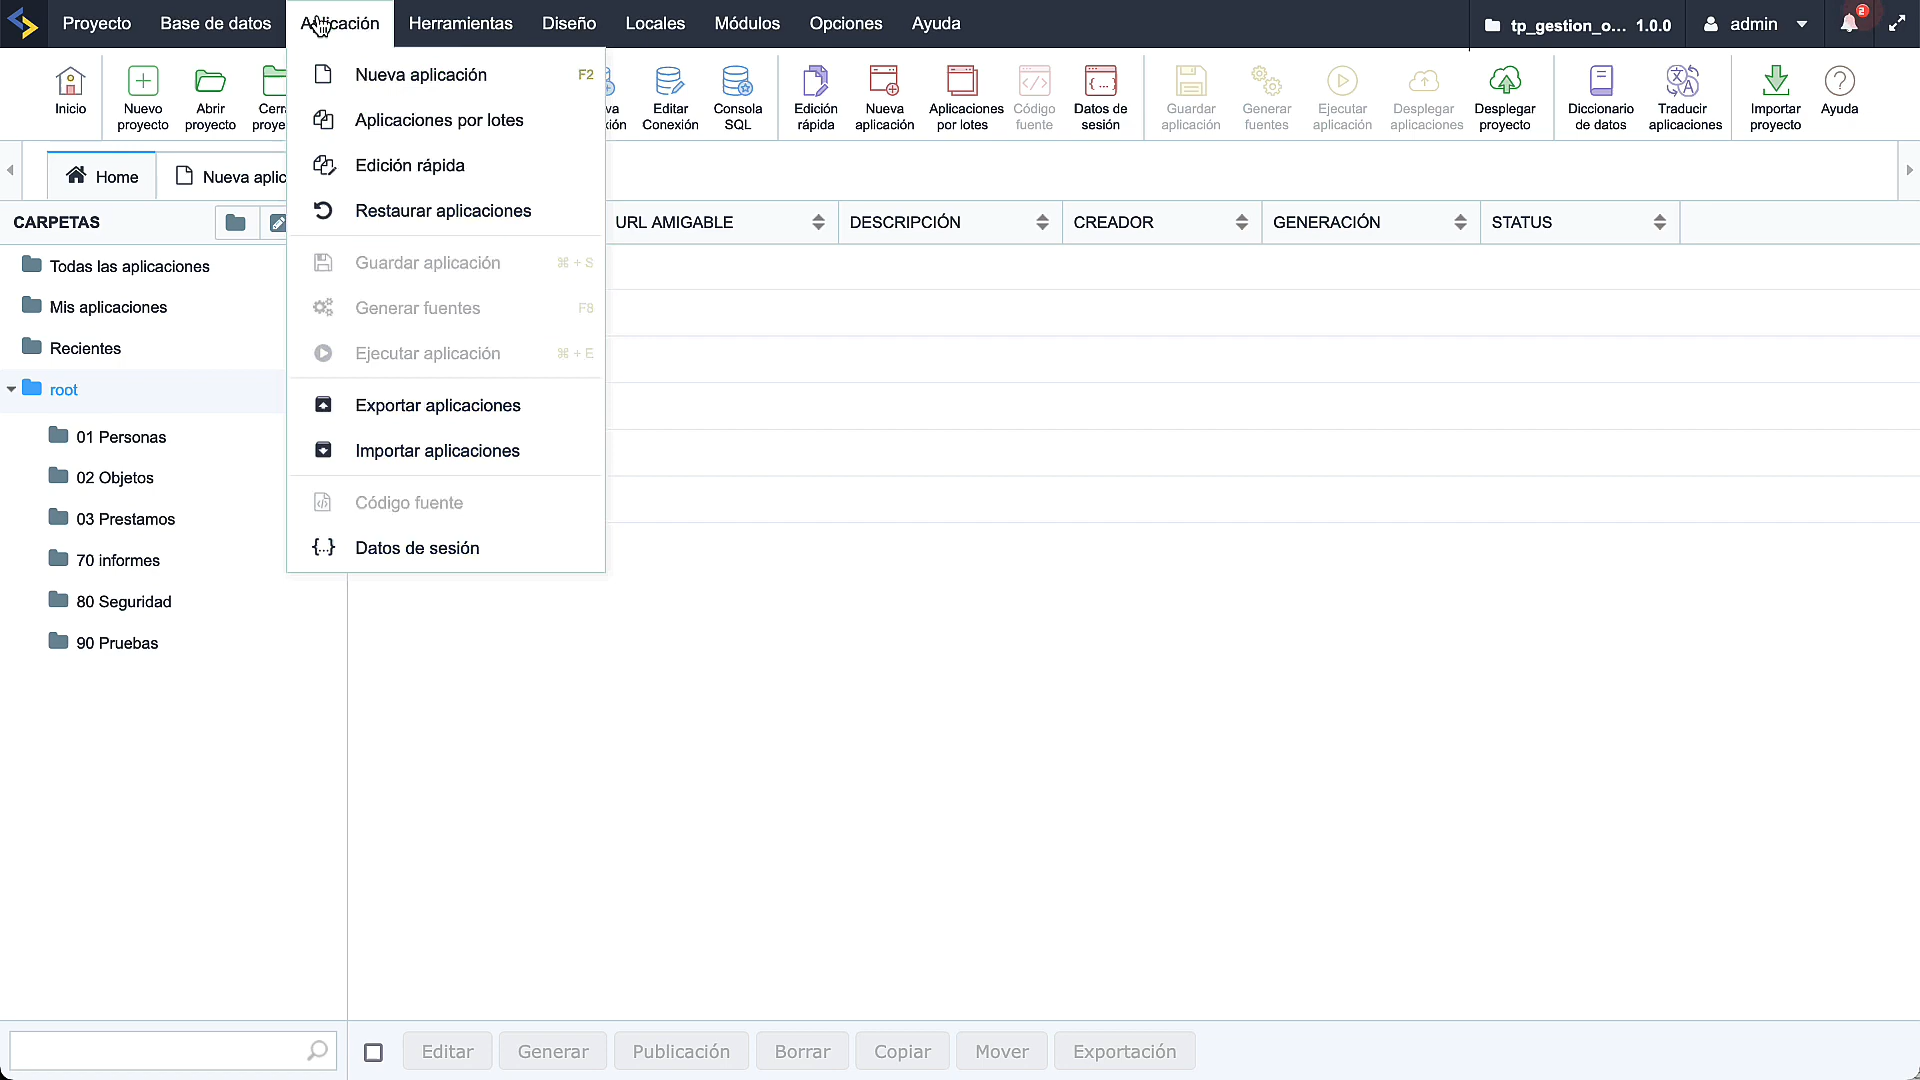 Proyecto Base de datos Aplicación Herramientas Diseño Locales Módulos Opciones Ayuda tp_gestion_o... 1.0.0 admin 2
Inicio
Nuevo proyecto
Abrir proyecto
Editar Conexión
Consola SQL
Edición rápida
Nueva aplicación
Aplicaciones por lotes
Código fuente
Datos de sesión
Guardar aplicación
Generar fuentes
Ejecutar aplicación
Desplegar aplicaciones
Desplegar proyecto
Diccionario de datos
Traducir aplicaciones
Importar proyecto
Ayuda
Home Nueva aplic
CARPETAS
Todas las aplicaciones
Mis aplicaciones
Recientes
root
01 Personas
02 Objetos
03 Prestamos
70 informes
80 Seguridad
90 Pruebas
Nueva aplicación F2
Aplicaciones por lotes
Edición rápida
Restaurar aplicaciones
Guardar aplicación ⌘ + S
Generar fuentes F8
Ejecutar aplicación ⌘ + E
Exportar aplicaciones
Importar aplicaciones
Código fuente
Datos de sesión
URL AMIGABLE DESCRIPCIÓN CREADOR GENERACIÓN STATUS
Editar Generar Publicación Borrar Copiar Mover Exportación